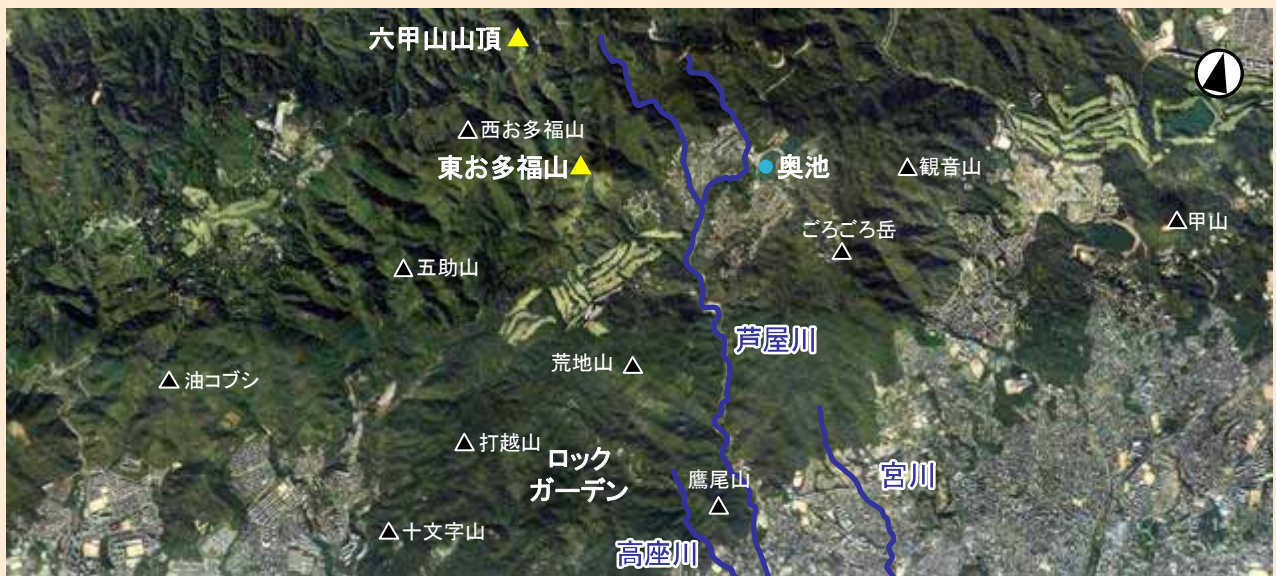 六甲山山頂
西お多福山
東お多福山
奥池
観音山
甲山
ごろごろ岳
五助山
芦屋川
荒地山
油コブシ
打越山
ロック
ガーデン
鷹尾山
宮川
十文字山
高座川